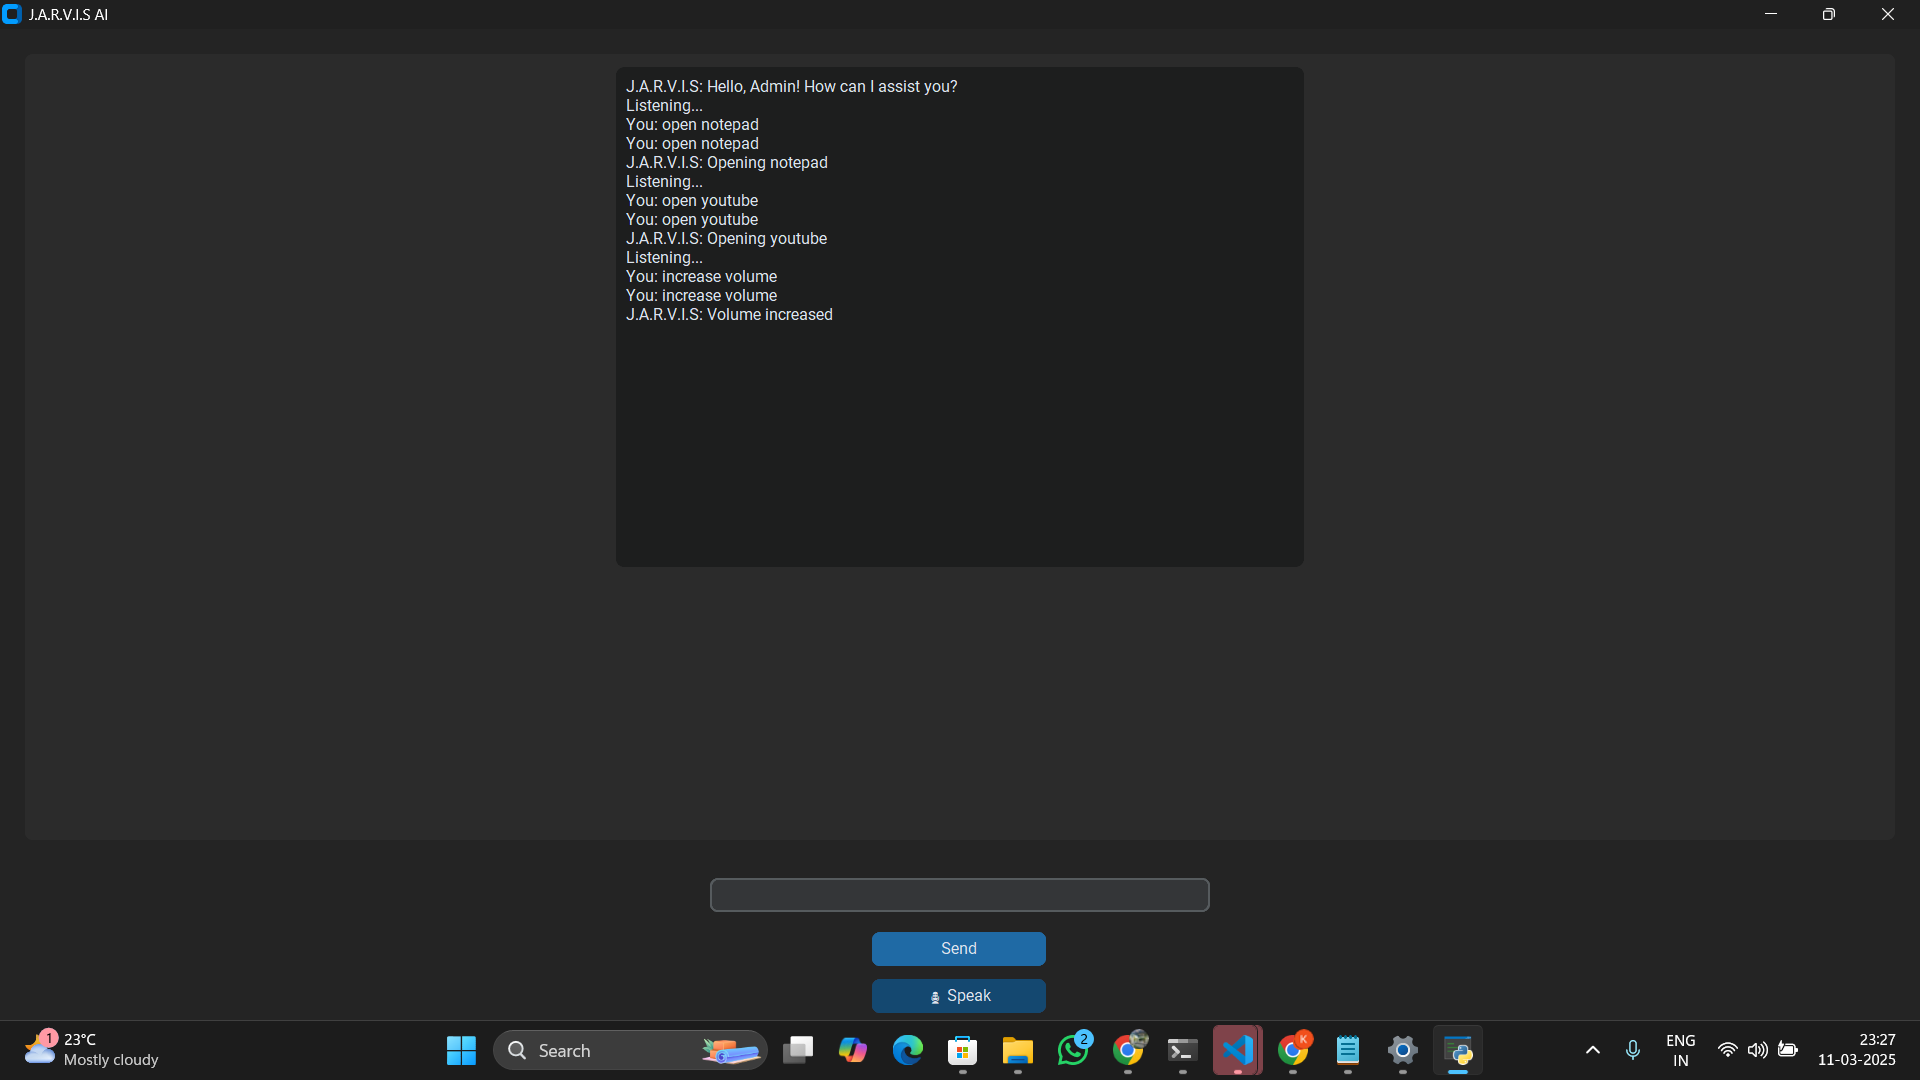 J.A.R.V.I.S AI
J.A.R.V.I.S: Hello, Admin! How can I assist you?
Listening...
You: open notepad
You: open notepad
J.A.R.V.I.S: Opening notepad
Listening...
You: open youtube
You: open youtube
J.A.R.V.I.S: Opening youtube
Listening...
You: increase volume
You: increase volume
J.A.R.V.I.S: Volume increased
Send
Speak
1
23°C
Mostly cloudy
Search
2
K
ENG
IN
23:27
11-03-2025